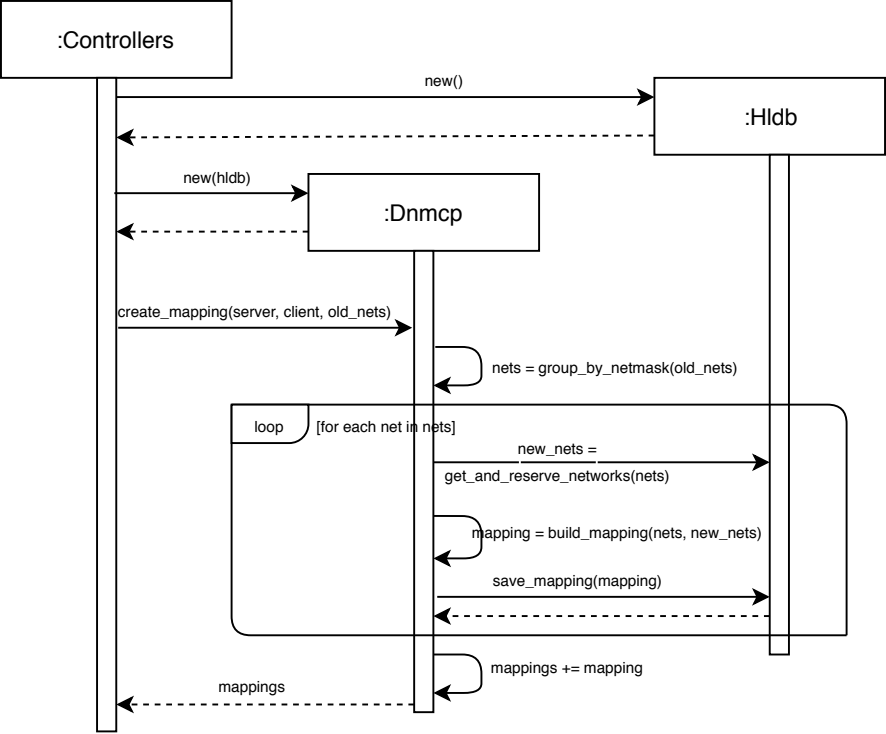 :Controllers
new()
:Hldb
new(hldb)
:Dnmcp
create_mapping(server, client, old_nets)
nets = group_by_netmask(old_nets)
loop
[for each net in nets]
new_nets =
get_and_reserve_networks(nets)
mapping = build_mapping(nets, new_nets)
save_mapping(mapping)
mappings += mapping
mappings